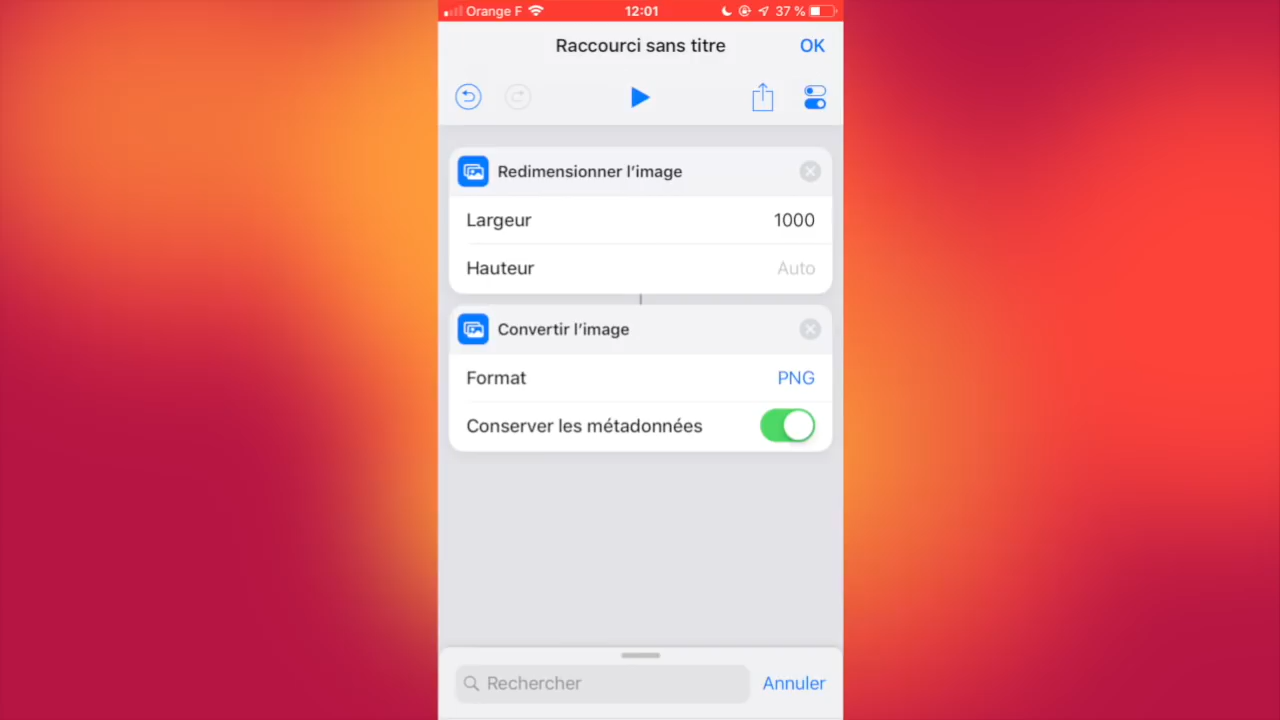 Orange F 12:01 37 %
Raccourci sans titre OK
Redimensionner l’image
Largeur 1000
Hauteur Auto
Convertir l’image
Format PNG
Conserver les métadonnées
Rechercher Annuler